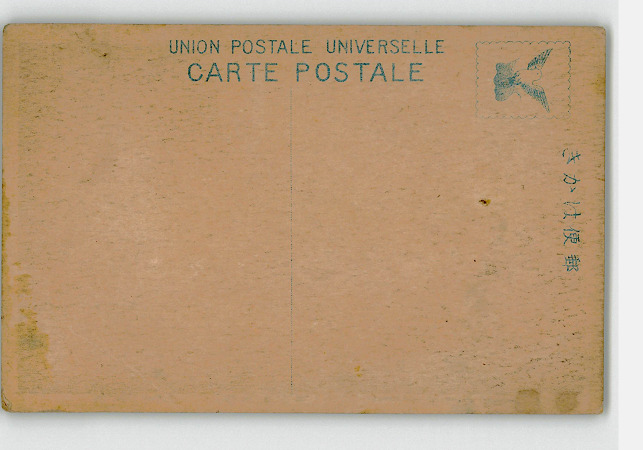 UNION POSTALE UNIVERSELLE
CARTE POSTALE
きかは便郵